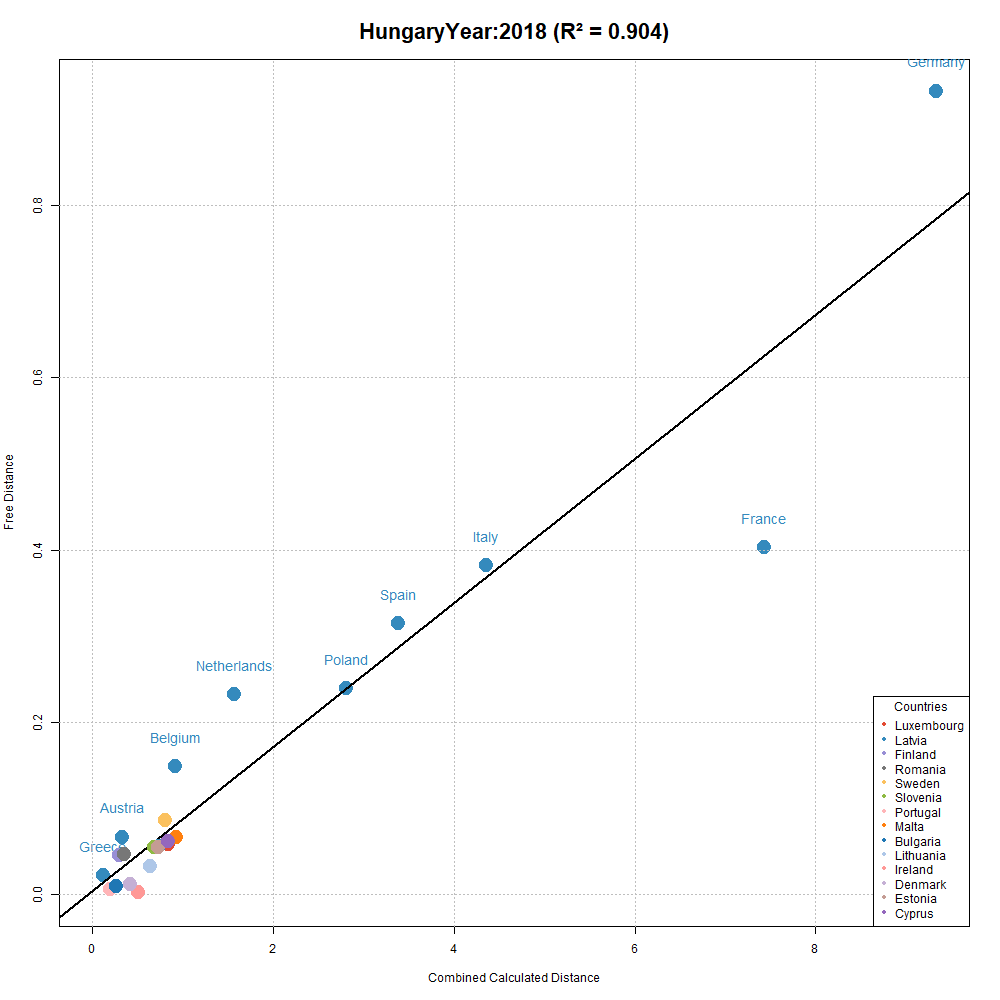 HungaryYear:2018 (R² = 0.904)
Germany
France
Italy
Spain
Poland
Netherlands
Belgium
Austria
Greece
Free Distance
0.8
0.6
0.4
0.2
0.0
0 2 4 6 8
Combined Calculated Distance
Countries
Luxembourg
Latvia
Finland
Romania
Sweden
Slovenia
Portugal
Malta
Bulgaria
Lithuania
Ireland
Denmark
Estonia
Cyprus